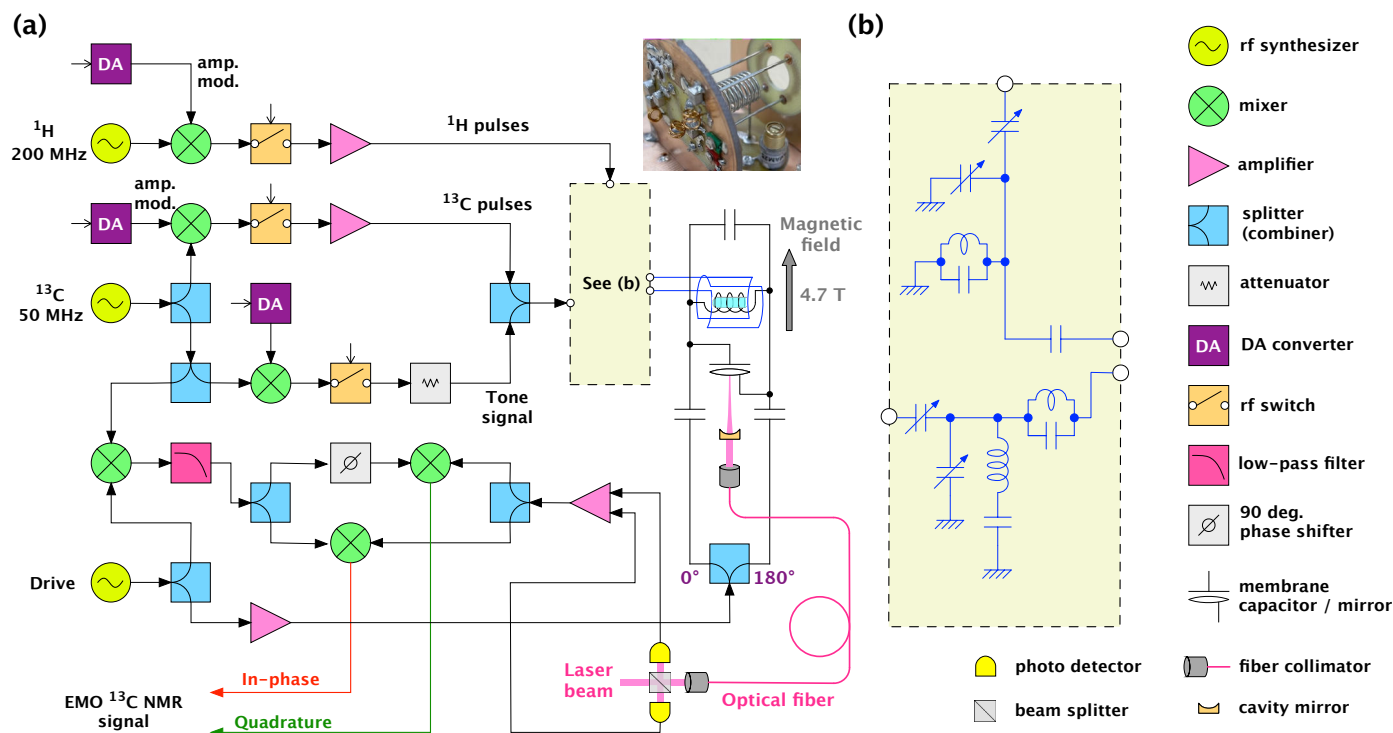 (a)
DA
amp.
mod.
¹H
200 MHz
¹H pulses
amp.
mod.
DA
¹³C pulses
¹³C
50 MHz
DA
See (b)
Magnetic
field
4.7 T
Tone
signal
Drive
0°
180°
In-phase
EMO ¹³C NMR
signal
Quadrature
Laser
beam
Optical fiber
(b)
rf synthesizer
mixer
amplifier
splitter
(combiner)
attenuator
DA
DA converter
rf switch
low-pass filter
90 deg.
phase shifter
membrane
capacitor / mirror
photo detector
fiber collimator
beam splitter
cavity mirror